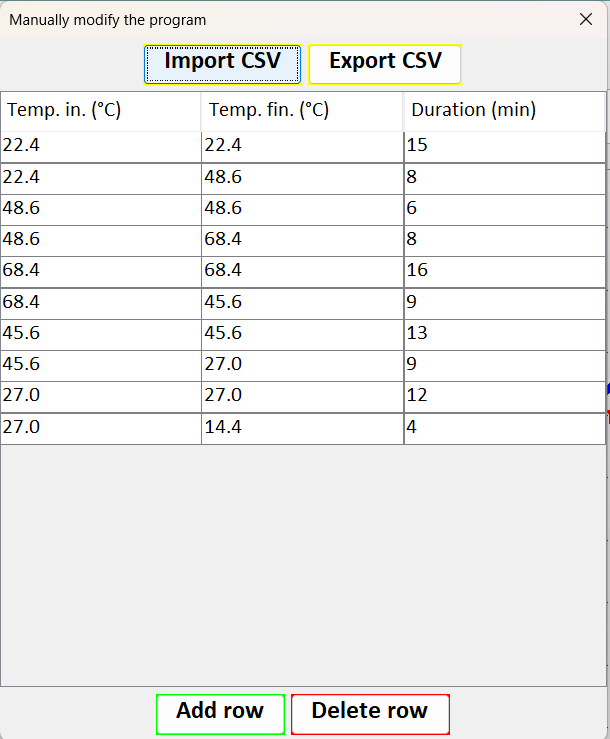 Manually modify the program
Import CSV Export CSV
Temp. in. (°C) Temp. fin. (°C) Duration (min)
22.4 22.4 15
22.4 48.6 8
48.6 48.6 6
48.6 68.4 8
68.4 68.4 16
68.4 45.6 9
45.6 45.6 13
45.6 27.0 9
27.0 27.0 12
27.0 14.4 4
Add row Delete row